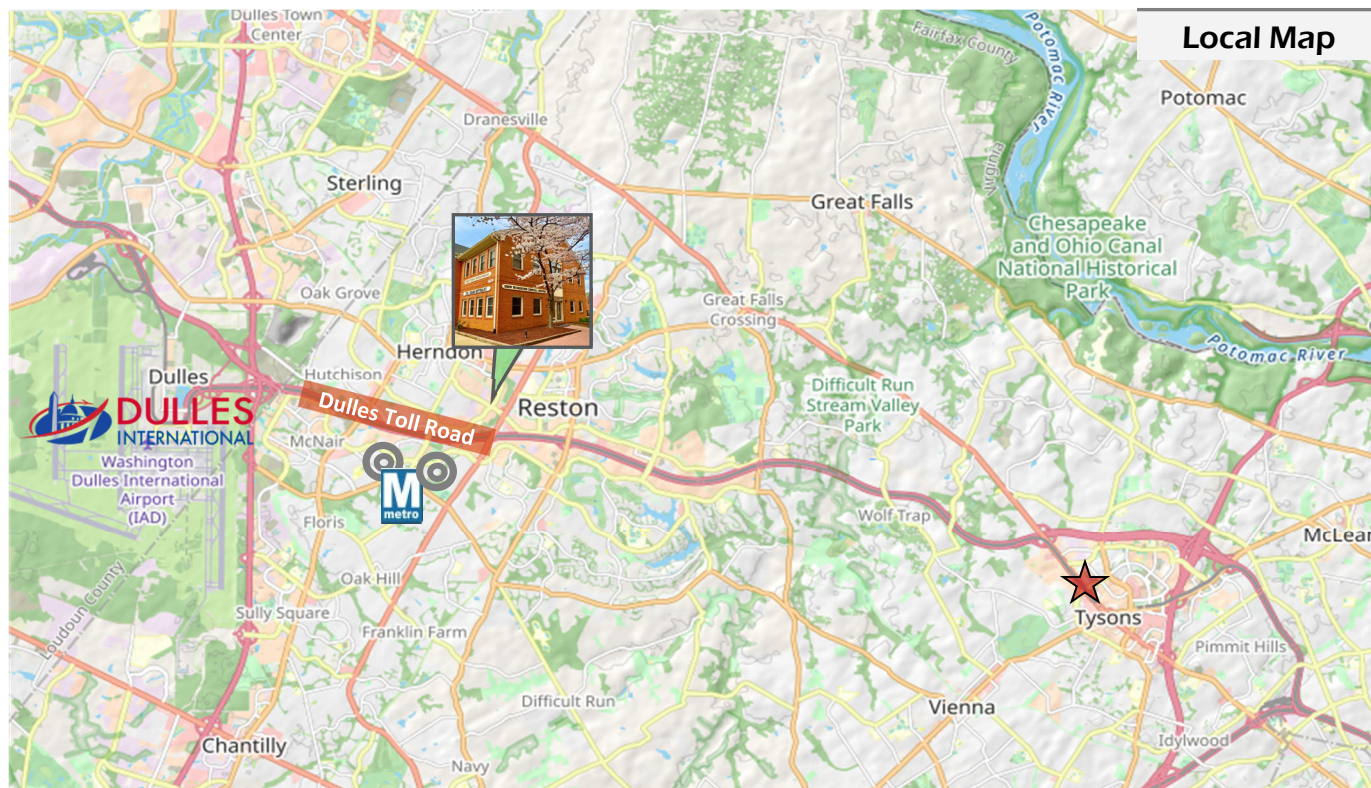 Local Map
Dulles Town
Center
Fairfax County
Potomac River
Potomac
Dranesville
Sterling
Virginia
Great Falls
Chesapeake
and Ohio Canal
National Historical
Park
Oak Grove
Great Falls
Crossing
Potomac River
Herndon
Hutchison
Dulles
DULLES
INTERNATIONAL
Dulles Toll Road
Reston
Difficult Run
Stream Valley
Park
McNair
Washington
Dulles International
Airport
(IAD)
M
metro
Floris
Wolf Trap
McLean
Oak Hill
Loudoun County
Sully Square
Tysons
Franklin Farm
Pimmit Hills
Difficult Run
Vienna
Chantilly
Idylwood
Navy